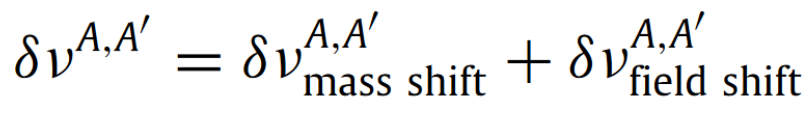 δν^{A,A′} = δν^{A,A′}_{mass shift} + δν^{A,A′}_{field shift}